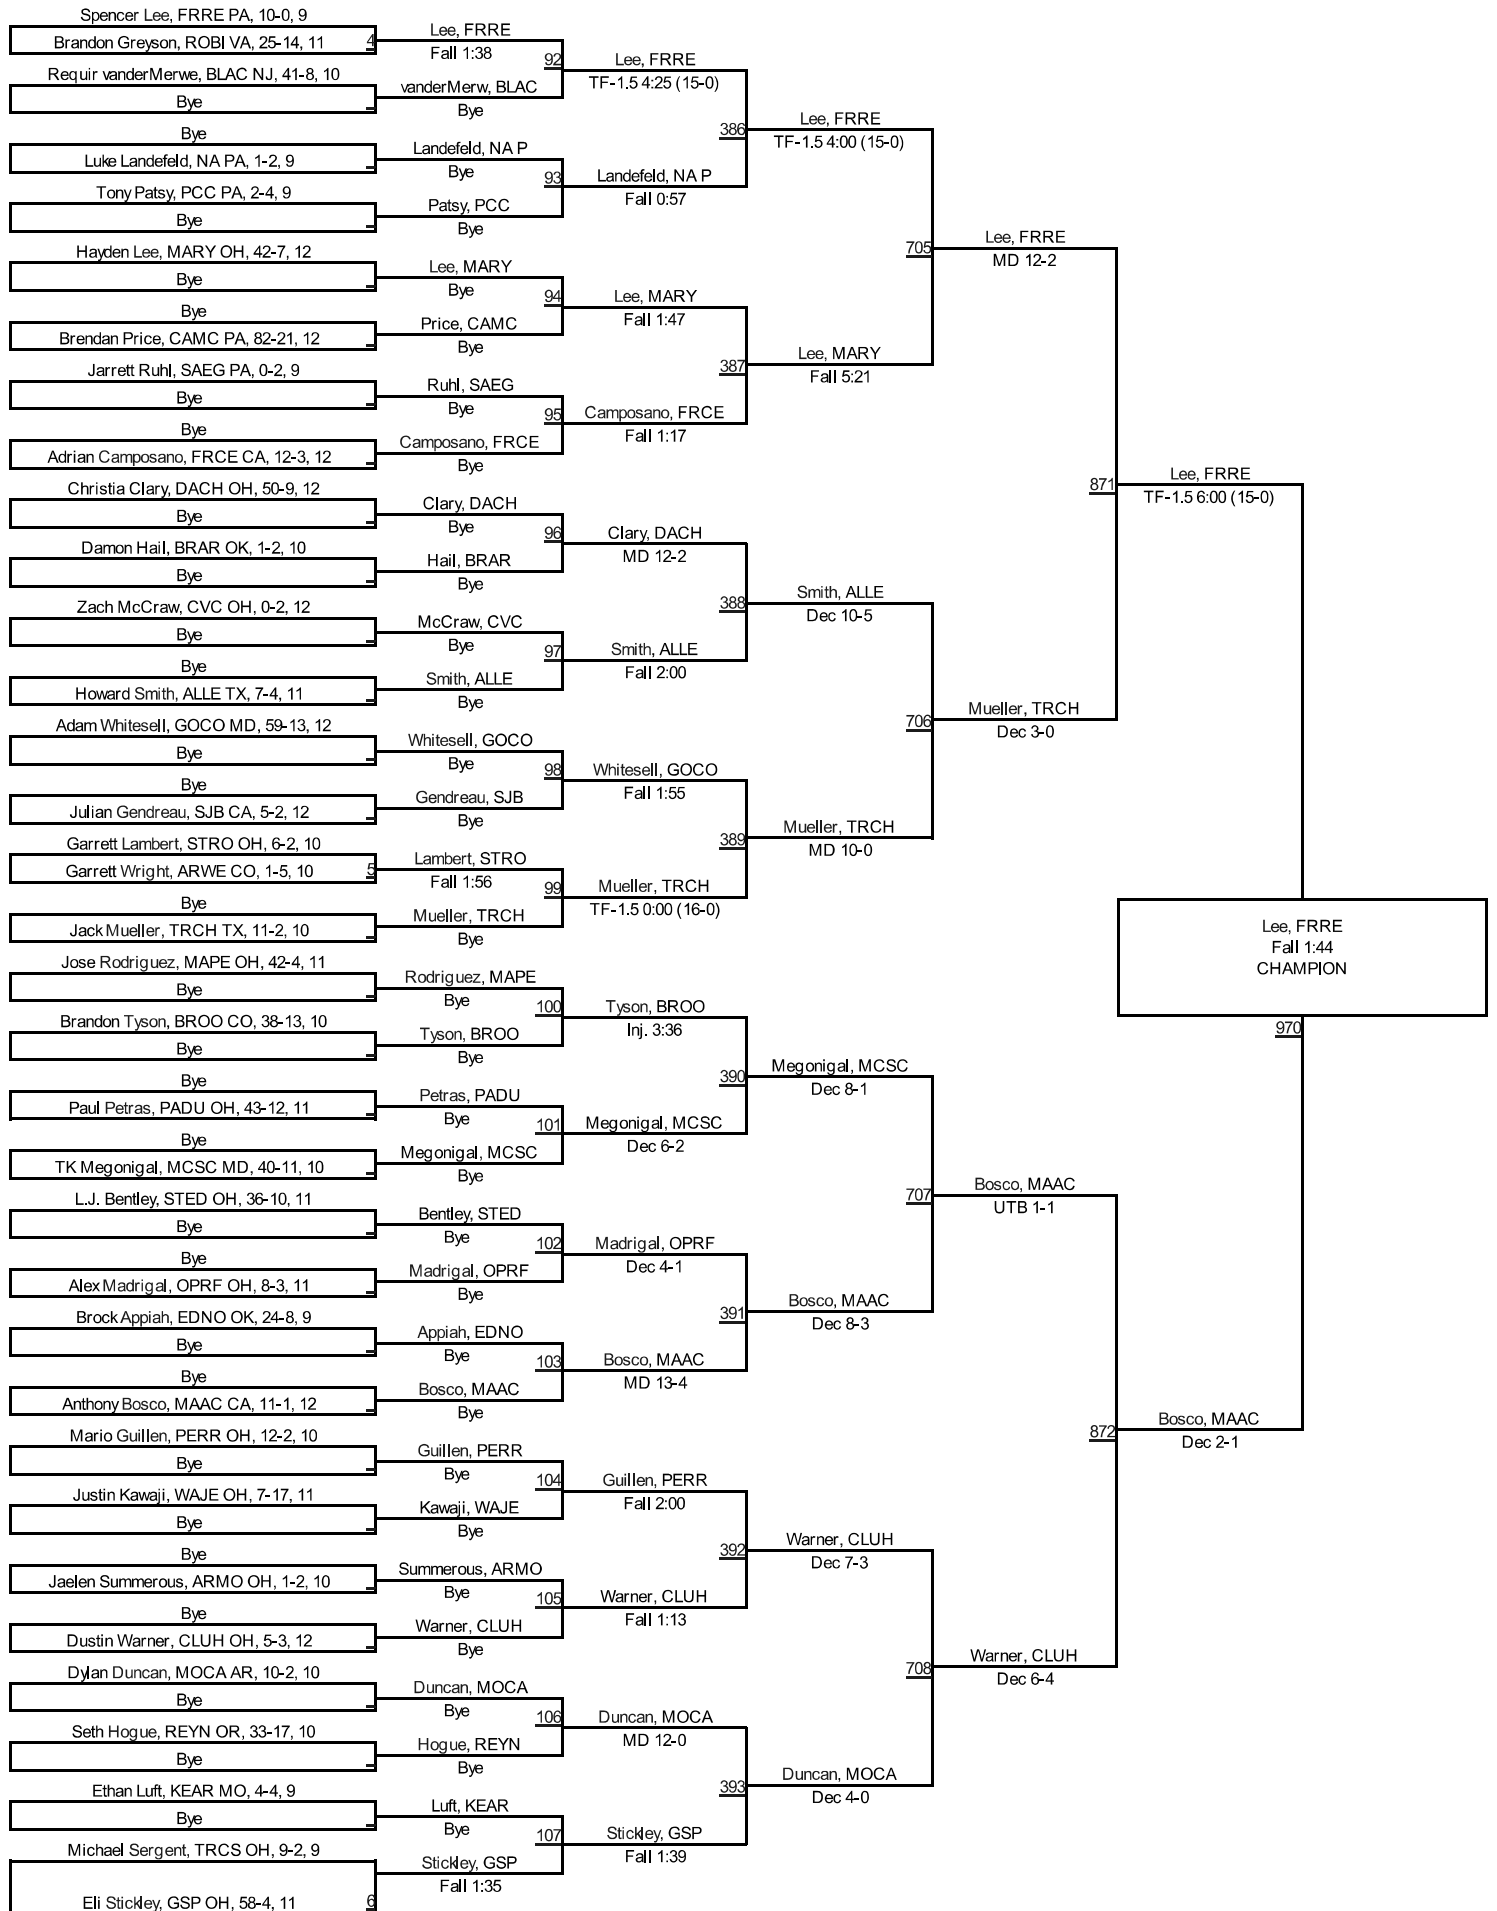 Spencer Lee, FRRE PA, 10-0, 9
Brandon Greyson, ROBI VA, 25-14, 11
4
Requir vanderMerwe, BLAC NJ, 41-8, 10
Bye
Bye
Luke Landefeld, NA PA, 1-2, 9
Tony Patsy, PCC PA, 2-4, 9
Bye
Hayden Lee, MARY OH, 42-7, 12
Bye
Bye
Brendan Price, CAMC PA, 82-21, 12
Jarrett Ruhl, SAEG PA, 0-2, 9
Bye
Bye
Adrian Camposano, FRCE CA, 12-3, 12
Christia Clary, DACH OH, 50-9, 12
Bye
Damon Hail, BRAR OK, 1-2, 10
Bye
Zach McCraw, CVC OH, 0-2, 12
Bye
Bye
Howard Smith, ALLE TX, 7-4, 11
Adam Whitesell, GOCO MD, 59-13, 12
Bye
Bye
Julian Gendreau, SJB CA, 5-2, 12
Garrett Lambert, STRO OH, 6-2, 10
Garrett Wright, ARWE CO, 1-5, 10
5
Bye
Jack Mueller, TRCH TX, 11-2, 10
Jose Rodriguez, MAPE OH, 42-4, 11
Bye
Brandon Tyson, BROO CO, 38-13, 10
Bye
Bye
Paul Petras, PADU OH, 43-12, 11
Bye
TK Megonigal, MCSC MD, 40-11, 10
L.J. Bentley, STED OH, 36-10, 11
Bye
Bye
Alex Madrigal, OPRF OH, 8-3, 11
Brock Appiah, EDNO OK, 24-8, 9
Bye
Bye
Anthony Bosco, MAAC CA, 11-1, 12
Mario Guillen, PERR OH, 12-2, 10
Bye
Justin Kawaji, WAJE OH, 7-17, 11
Bye
Bye
Jaelen Summerous, ARMO OH, 1-2, 10
Bye
Dustin Warner, CLUH OH, 5-3, 12
Dylan Duncan, MOCA AR, 10-2, 10
Bye
Seth Hogue, REYN OR, 33-17, 10
Bye
Ethan Luft, KEAR MO, 4-4, 9
Bye
Michael Sergent, TRCS OH, 9-2, 9
Eli Stickley, GSP OH, 58-4, 11
6
Lee, FRRE
Fall 1:38
92
vanderMerw, BLAC
Bye
Landefeld, NA P
Bye
93
Patsy, PCC
Bye
Lee, MARY
Bye
94
Price, CAMC
Bye
Ruhl, SAEG
Bye
95
Camposano, FRCE
Bye
Clary, DACH
Bye
96
Hail, BRAR
Bye
McCraw, CVC
Bye
97
Smith, ALLE
Bye
Whitesell, GOCO
Bye
98
Gendreau, SJB
Bye
Lambert, STRO
Fall 1:56
99
Mueller, TRCH
Bye
Rodriguez, MAPE
Bye
100
Tyson, BROO
Bye
Petras, PADU
Bye
101
Megonigal, MCSC
Bye
Bentley, STED
Bye
102
Madrigal, OPRF
Bye
Appiah, EDNO
Bye
103
Bosco, MAAC
Bye
Guillen, PERR
Bye
104
Kawaji, WAJE
Bye
Summerous, ARMO
Bye
105
Warner, CLUH
Bye
Duncan, MOCA
Bye
106
Hogue, REYN
Bye
Luft, KEAR
Bye
107
Stickley, GSP
Fall 1:35
Lee, FRRE
TF-1.5 4:25 (15-0)
386
Landefeld, NA P
Fall 0:57
Lee, MARY
Fall 1:47
387
Camposano, FRCE
Fall 1:17
Clary, DACH
MD 12-2
388
Smith, ALLE
Fall 2:00
Whitesell, GOCO
Fall 1:55
389
Mueller, TRCH
TF-1.5 0:00 (16-0)
Tyson, BROO
Inj. 3:36
390
Megonigal, MCSC
Dec 6-2
Madrigal, OPRF
Dec 4-1
391
Bosco, MAAC
MD 13-4
Guillen, PERR
Fall 2:00
392
Warner, CLUH
Fall 1:13
Duncan, MOCA
MD 12-0
393
Stickley, GSP
Fall 1:39
Lee, FRRE
TF-1.5 4:00 (15-0)
705
Lee, MARY
Fall 5:21
Smith, ALLE
Dec 10-5
706
Mueller, TRCH
MD 10-0
Megonigal, MCSC
Dec 8-1
707
Bosco, MAAC
Dec 8-3
Warner, CLUH
Dec 7-3
708
Duncan, MOCA
Dec 4-0
Lee, FRRE
MD 12-2
871
Mueller, TRCH
Dec 3-0
Bosco, MAAC
UTB 1-1
872
Warner, CLUH
Dec 6-4
Lee, FRRE
TF-1.5 6:00 (15-0)
Lee, FRRE
Fall 1:44
CHAMPION
970
Bosco, MAAC
Dec 2-1